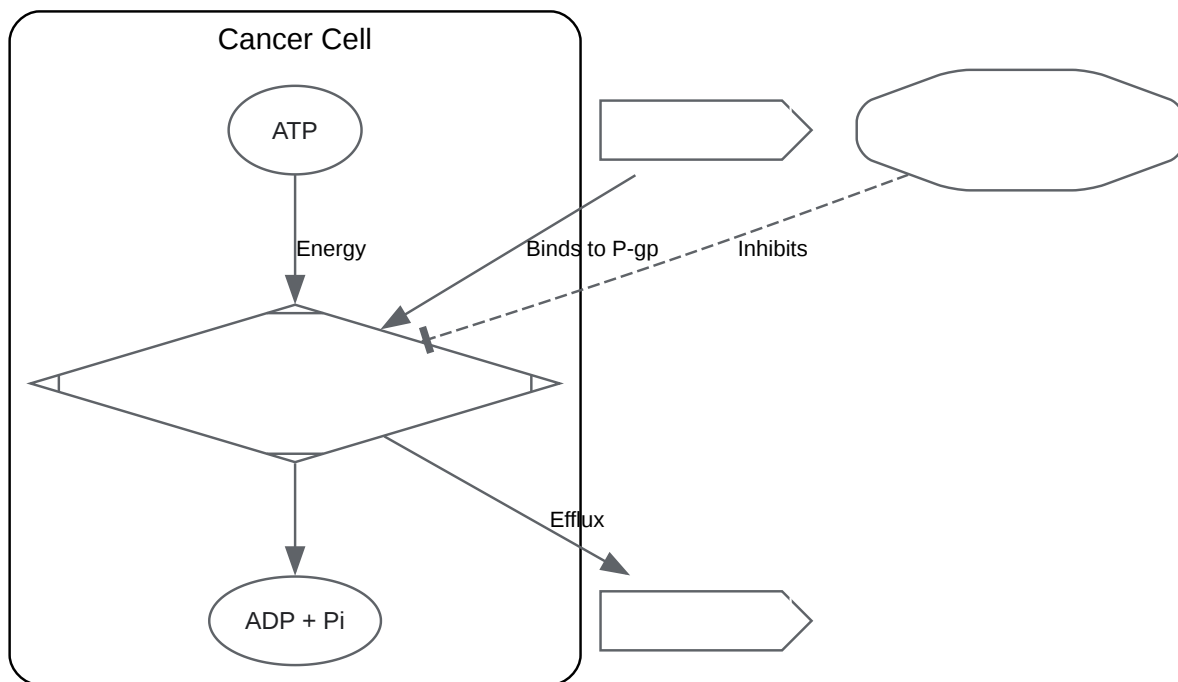 Cancer Cell
ATP
Energy
Binds to P-gp
Inhibits
Efflux
ADP + Pi